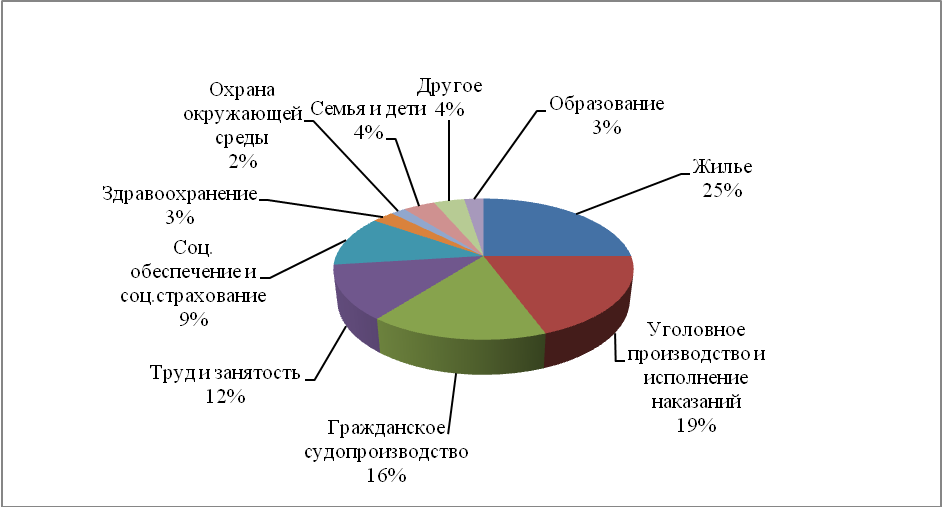 Другое
4%
Образование
3%
Жилье
25%
Уголовное
производство и
исполнение
наказаний
19%
Гражданское
судопроизводство
16%
Труд и занятость
12%
Соц.
обеспечение и
соц.страхование
9%
Здравоохранение
3%
Охрана
окружающей
среды
2%
Семья и дети
4%